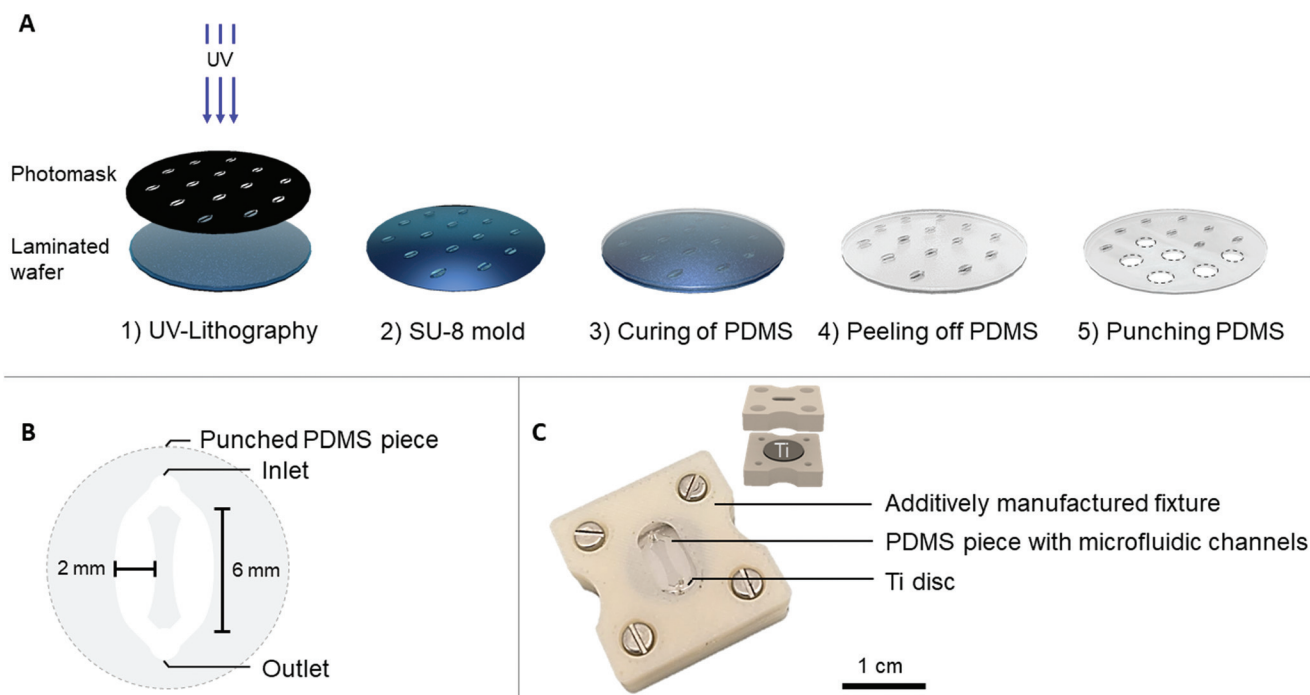 A
UV
Photomask
Laminated
wafer
1) UV-Lithography
2) SU-8 mold
3) Curing of PDMS
4) Peeling off PDMS
5) Punching PDMS
B
Punched PDMS piece
Inlet
2 mm
6 mm
Outlet
C
Ti
Additively manufactured fixture
PDMS piece with microfluidic channels
Ti disc
1 cm